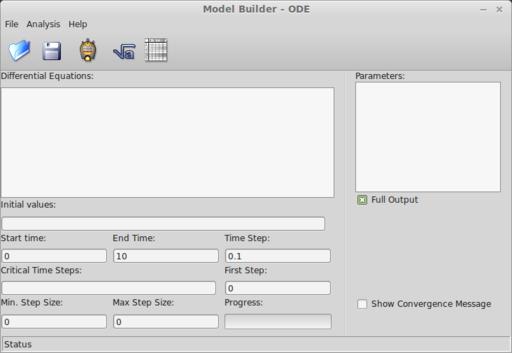 Model Builder - ODE
File Analysis Help
Differential Equations:
Parameters:
Full Output
Initial values:
Start time: End Time: Time Step:
0 10 0.1
Critical Time Steps: First Step:
0
Min. Step Size: Max Step Size: Progress:
0 0
Show Convergence Message
Status